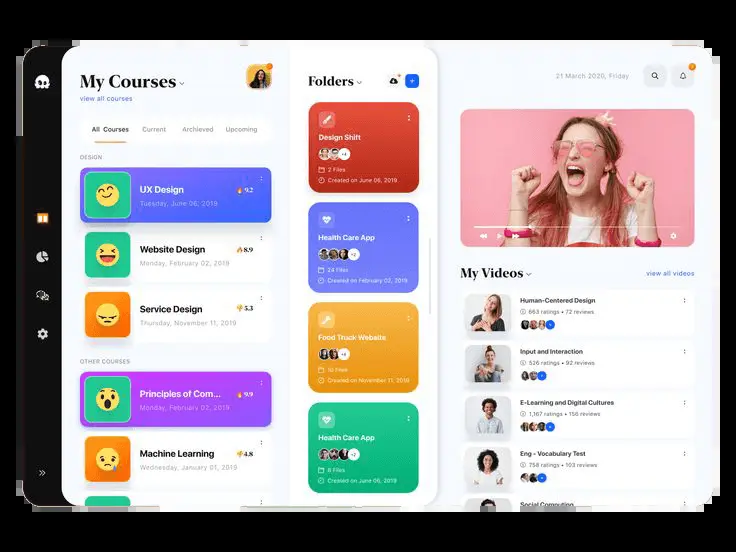 My Courses
view all courses
All Courses
Current
Archieved
Upcoming
DESIGN
UX Design
9.2
Tuesday, June 06, 2019
Website Design
8.9
Monday, February 02, 2019
Service Design
5.3
Thursday, November 11, 2019
OTHER COURSES
Principles of Com...
9.9
Monday, February 02, 2019
Machine Learning
4.8
Wednesday, January 01, 2019
Folders
Design Shift
+4
2 Files
Created on June 06, 2019
Health Care App
+2
24 Files
Created on February 02, 2019
Food Truck Website
+2
10 Files
Created on November 11, 2019
Health Care App
+2
8 Files
Created on June 06, 2019
21 March 2020, Friday
My Videos
view all videos
Human-Centered Design
663 ratings • 72 reviews
Input and Interaction
526 ratings • 92 reviews
E-Learning and Digital Cultures
1,167 ratings • 156 reviews
Eng - Vocabulary Test
758 ratings • 103 reviews
Social Computing